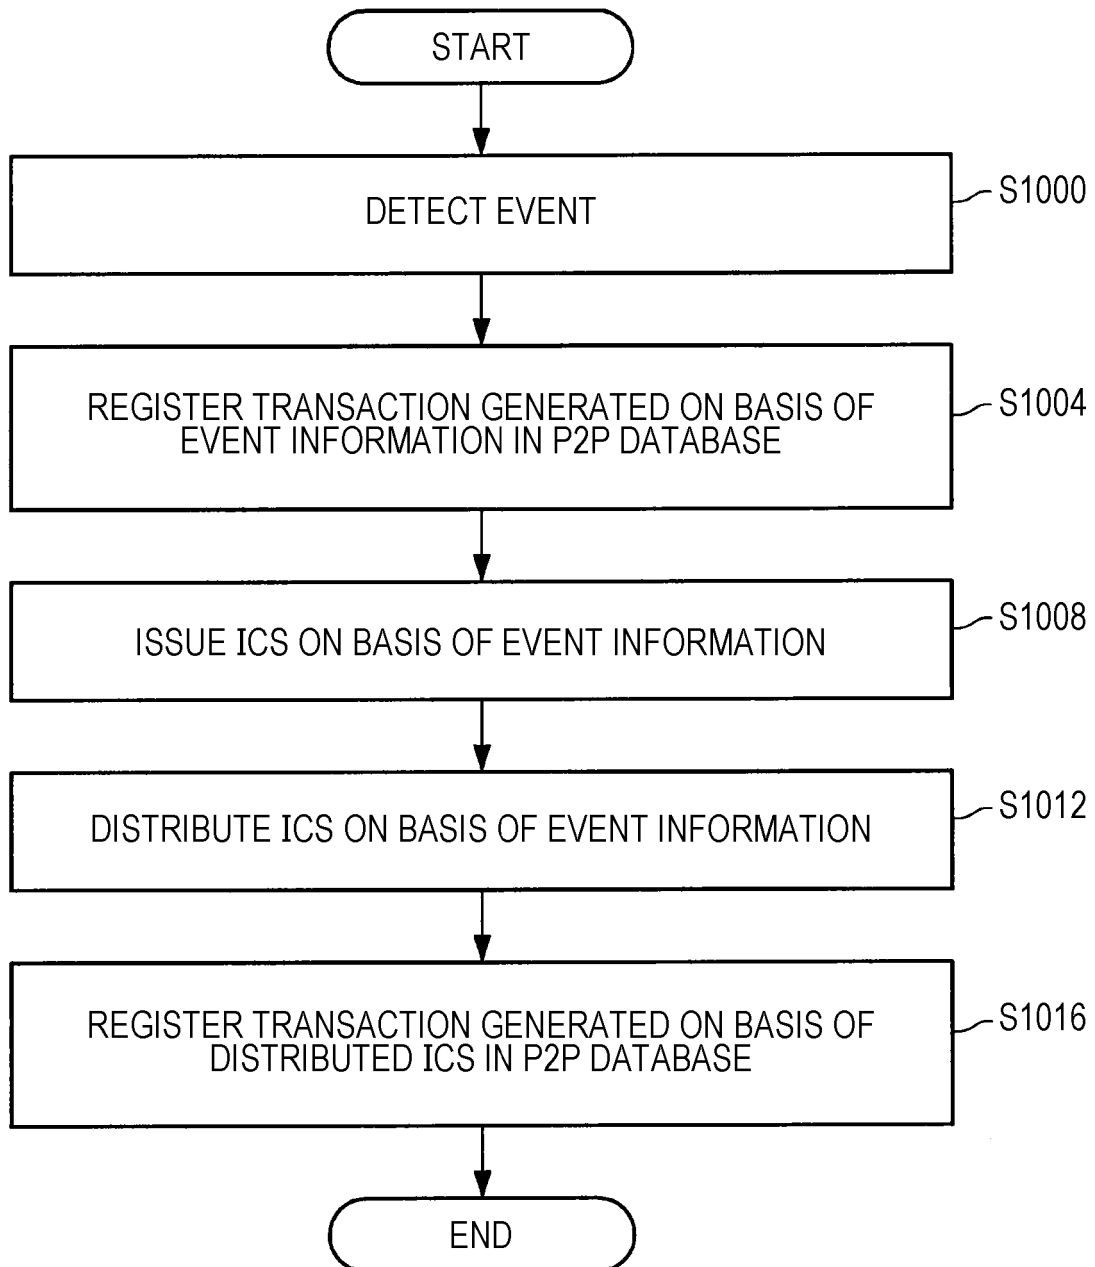 START
DETECT EVENT
S1000
REGISTER TRANSACTION GENERATED ON BASIS OF
EVENT INFORMATION IN P2P DATABASE
S1004
ISSUE ICS ON BASIS OF EVENT INFORMATION
S1008
DISTRIBUTE ICS ON BASIS OF EVENT INFORMATION
S1012
REGISTER TRANSACTION GENERATED ON BASIS OF
DISTRIBUTED ICS IN P2P DATABASE
S1016
END